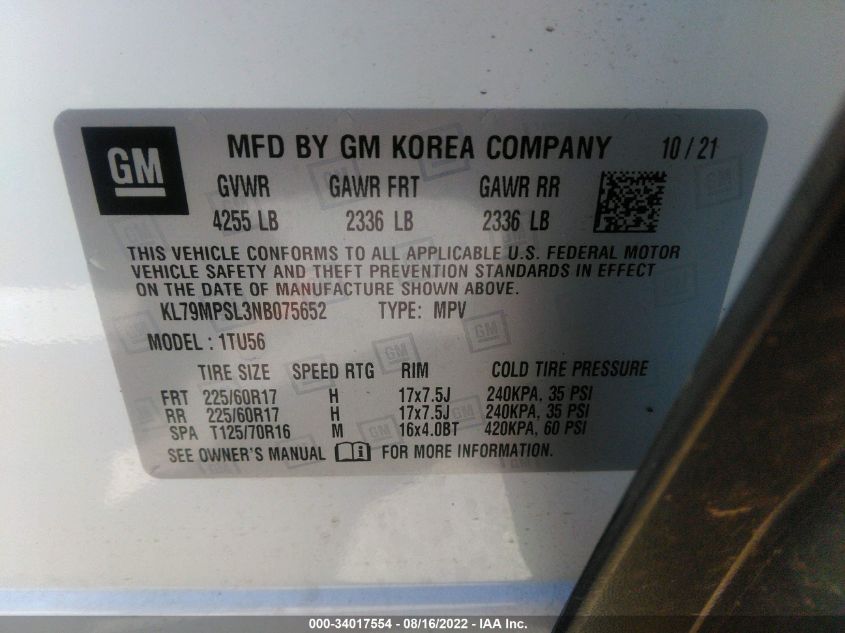 GM
MFD BY GM KOREA COMPANY 10 / 21
GVWR GAWR FRT GAWR RR
4255 LB 2336 LB 2336 LB
THIS VEHICLE CONFORMS TO ALL APPLICABLE U.S. FEDERAL MOTOR
VEHICLE SAFETY AND THEFT PREVENTION STANDARDS IN EFFECT
ON THE DATE OF MANUFACTURE SHOWN ABOVE.
KL79MPSL3NB075652 TYPE: MPV
MODEL : 1TU56
TIRE SIZE SPEED RTG RIM COLD TIRE PRESSURE
FRT 225/60R17 H 17x7.5J 240KPA, 35 PSI
RR 225/60R17 H 17x7.5J 240KPA, 35 PSI
SPA T125/70R16 M 16x4.0BT 420KPA, 60 PSI
SEE OWNER'S MANUAL FOR MORE INFORMATION.
000-34017554 - 08/16/2022 - IAA Inc.